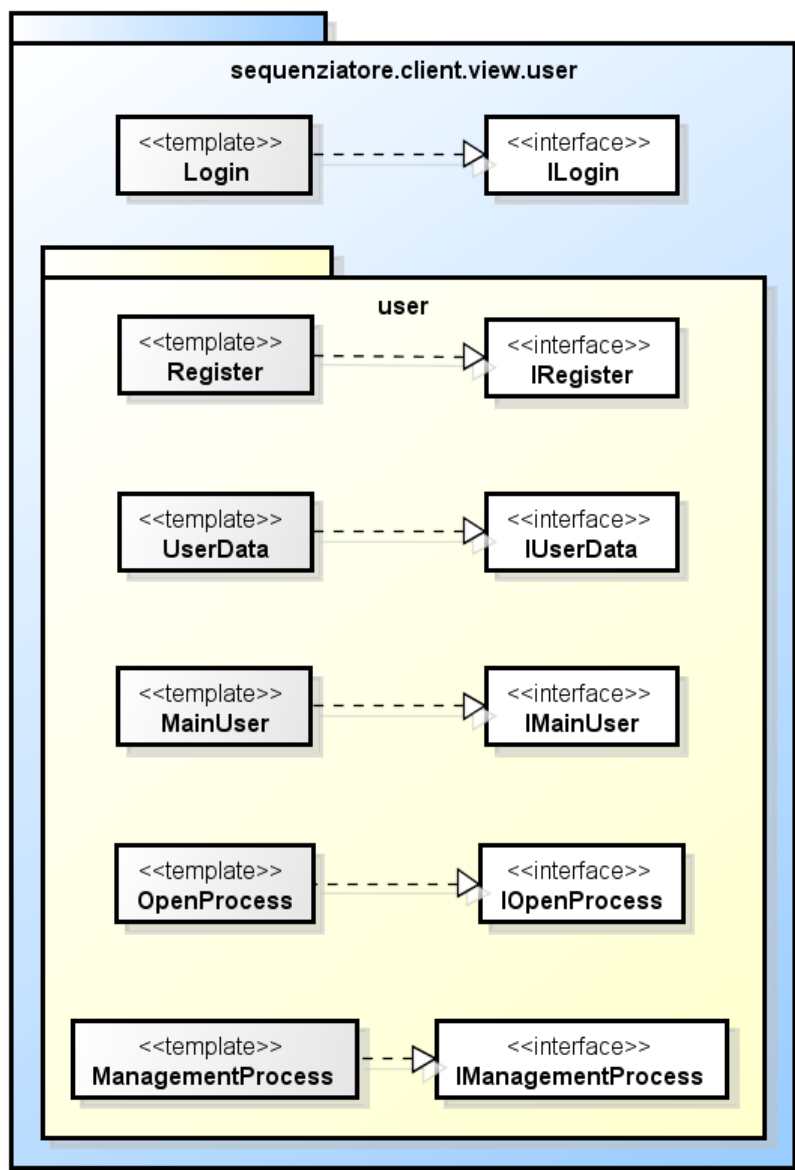 sequenziatore.client.view.user
<<template>>
Login
<<interface>>
ILogin
user
<<template>>
Register
<<interface>>
IRegister
<<template>>
UserData
<<interface>>
IUserData
<<template>>
MainUser
<<interface>>
IMainUser
<<template>>
OpenProcess
<<interface>>
IOpenProcess
<<template>>
ManagementProcess
<<interface>>
IManagementProcess